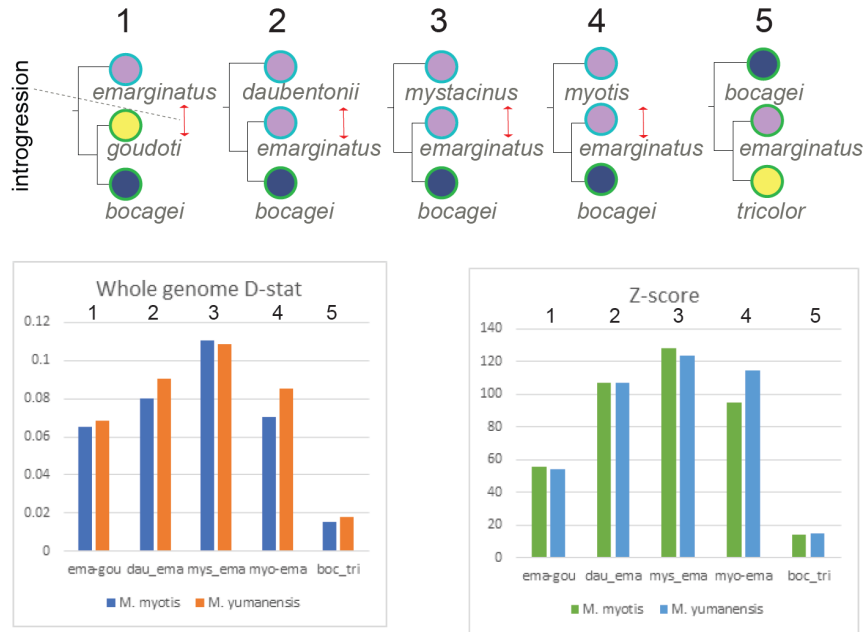 1 2 3 4 5
introgression
emarginatus daubentonii mystacinus myotis bocagei
goudoti emarginatus emarginatus emarginatus emarginatus
bocagei bocagei bocagei bocagei tricolor
Whole genome D-stat
1 2 3 4 5
0.12
0.1
0.08
0.06
0.04
0.02
0
ema-gou dau_ema mys_ema myo-ema boc_tri
M. myotis M. yumanensis
Z-score
1 2 3 4 5
140
120
100
80
60
40
20
0
ema-gou dau_ema mys_ema myo-ema boc_tri
M. myotis M. yumanensis